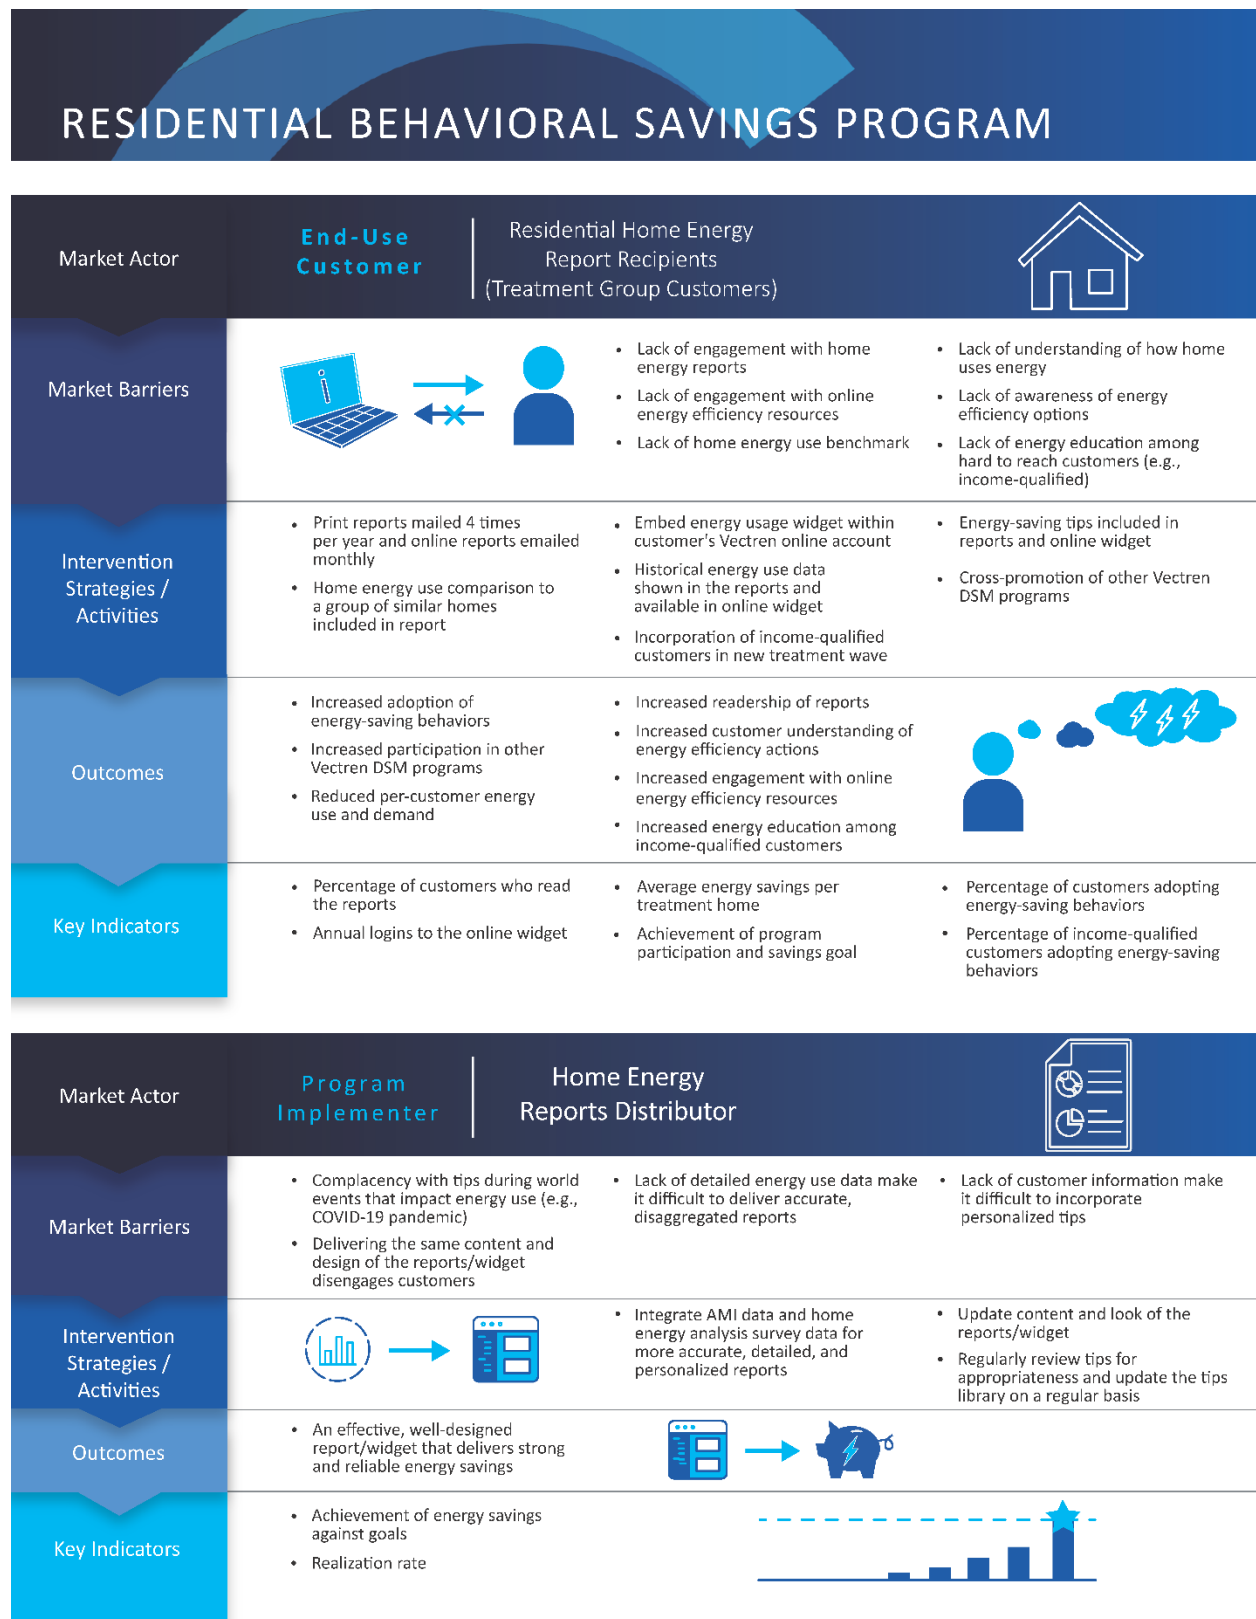 RESIDENTIAL BEHAVIORAL SAVINGS PROGRAM
Market Actor
End-Use
Customer
Residential Home Energy
Report Recipients
(Treatment Group Customers)
Market Barriers
i
• Lack of engagement with home
energy reports
• Lack of engagement with online
energy efficiency resources
• Lack of home energy use benchmark
• Lack of understanding of how home
uses energy
• Lack of awareness of energy
efficiency options
• Lack of energy education among
hard to reach customers (e.g.,
income-qualified)
Intervention
Strategies /
Activities
• Print reports mailed 4 times
per year and online reports emailed
monthly
• Home energy use comparison to
a group of similar homes
included in report
• Embed energy usage widget within
customer's Vectren online account
• Historical energy use data
shown in the reports and
available in online widget
• Incorporation of income-qualified
customers in new treatment wave
• Energy-saving tips included in
reports and online widget
• Cross-promotion of other Vectren
DSM programs
Outcomes
• Increased adoption of
energy-saving behaviors
• Increased participation in other
Vectren DSM programs
• Reduced per-customer energy
use and demand
• Increased readership of reports
• Increased customer understanding of
energy efficiency actions
• Increased engagement with online
energy efficiency resources
• Increased energy education among
income-qualified customers
Key Indicators
• Percentage of customers who read
the reports
• Annual logins to the online widget
• Average energy savings per
treatment home
• Achievement of program
participation and savings goal
• Percentage of customers adopting
energy-saving behaviors
• Percentage of income-qualified
customers adopting energy-saving
behaviors
Market Actor
Program
Implementer
Home Energy
Reports Distributor
Market Barriers
• Complacency with tips during world
events that impact energy use (e.g.,
COVID-19 pandemic)
• Delivering the same content and
design of the reports/widget
disengages customers
• Lack of detailed energy use data make
it difficult to deliver accurate,
disaggregated reports
• Lack of customer information make
it difficult to incorporate
personalized tips
Intervention
Strategies /
Activities
• Integrate AMI data and home
energy analysis survey data for
more accurate, detailed, and
personalized reports
• Update content and look of the
reports/widget
• Regularly review tips for
appropriateness and update the tips
library on a regular basis
Outcomes
• An effective, well-designed
report/widget that delivers strong
and reliable energy savings
Key Indicators
• Achievement of energy savings
against goals
• Realization rate